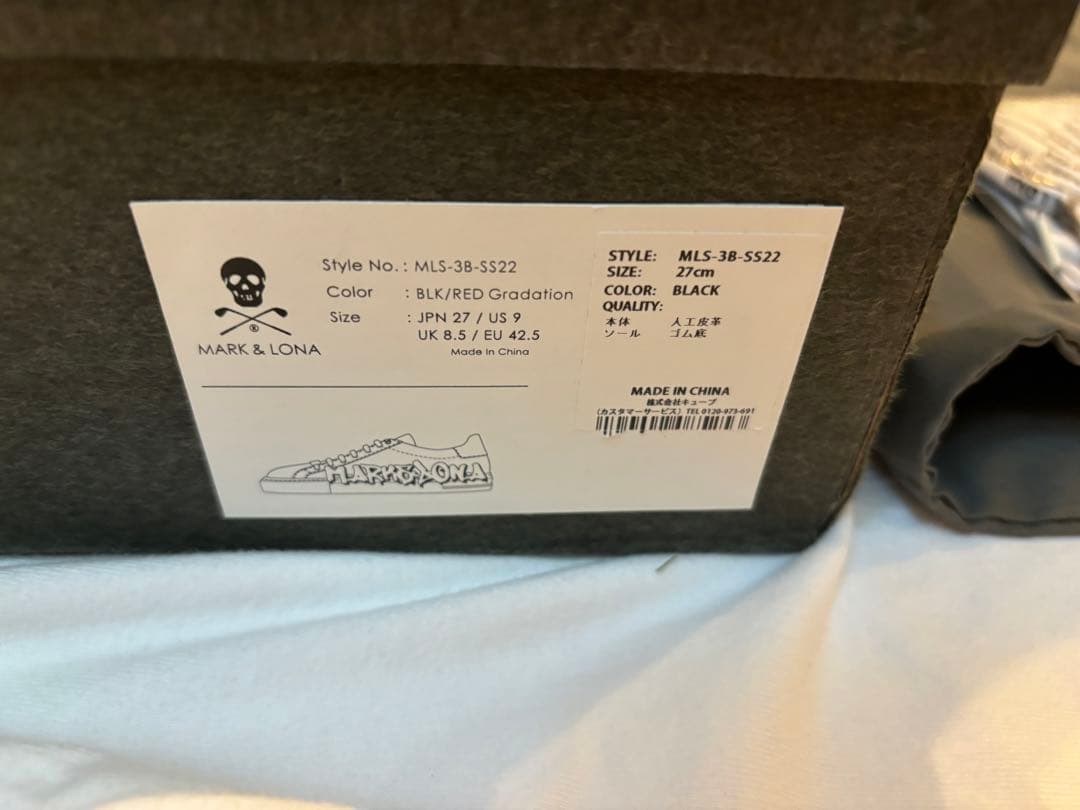 Style No. : MLS-3B-SS22
Color : BLK/RED Gradation
Size : JPN 27 / US 9
UK 8.5 / EU 42.5
Made in China
®
MARK & LONA
MARK&LONA
STYLE: MLS-3B-SS22
SIZE: 27cm
COLOR: BLACK
QUALITY:
本体 人工皮革
ソール ゴム底
MADE IN CHINA
株式会社キューブ
(カスタマーサービス) TEL 0120-973-691